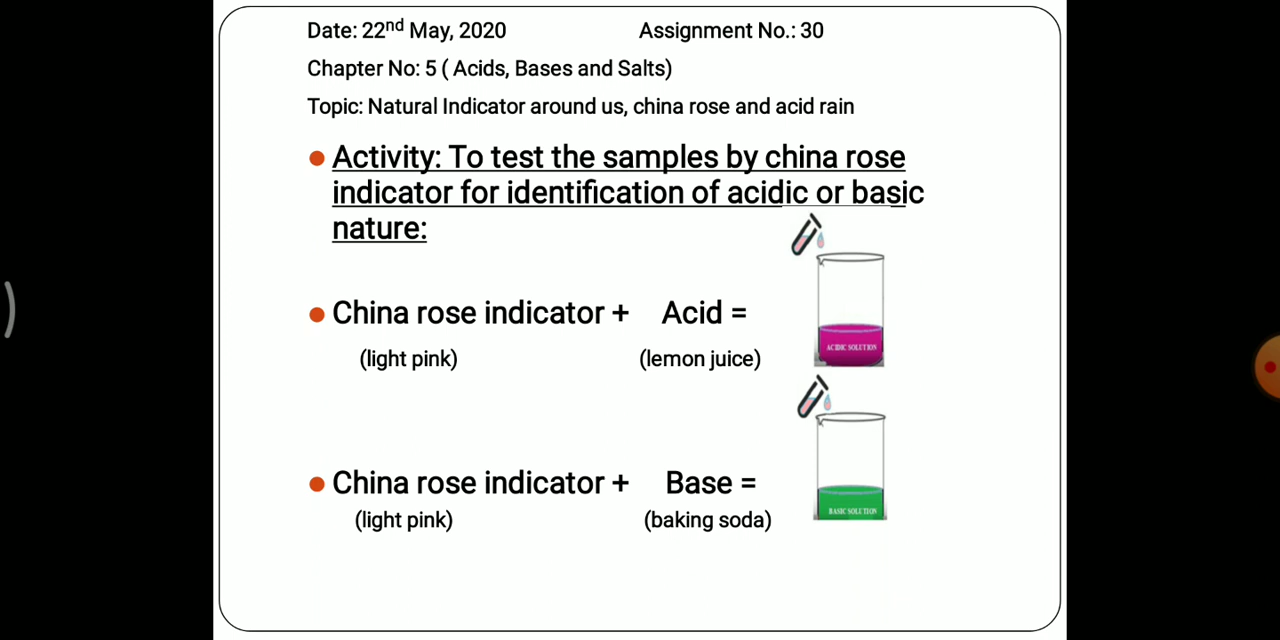 Date: 22nd May, 2020 Assignment No.: 30
Chapter No: 5 ( Acids, Bases and Salts)
Topic: Natural Indicator around us, china rose and acid rain
Activity: To test the samples by china rose
indicator for identification of acidic or basic
nature:
China rose indicator + Acid =
(light pink) (lemon juice)
ACIDIC SOLUTION
China rose indicator + Base =
(light pink) (baking soda)
BASIC SOLUTION